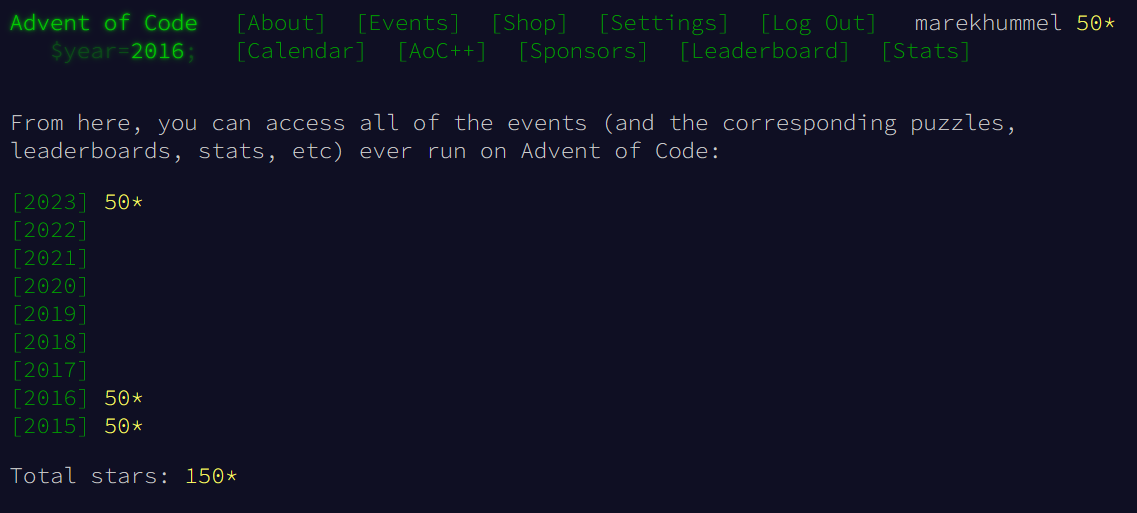 Advent of Code [About] [Events] [Shop] [Settings] [Log Out] marekhummel 50*
$year=2016; [Calendar] [AoC++] [Sponsors] [Leaderboard] [Stats]
From here, you can access all of the events (and the corresponding puzzles,
leaderboards, stats, etc) ever run on Advent of Code:
[2023] 50*
[2022]
[2021]
[2020]
[2019]
[2018]
[2017]
[2016] 50*
[2015] 50*
Total stars: 150*